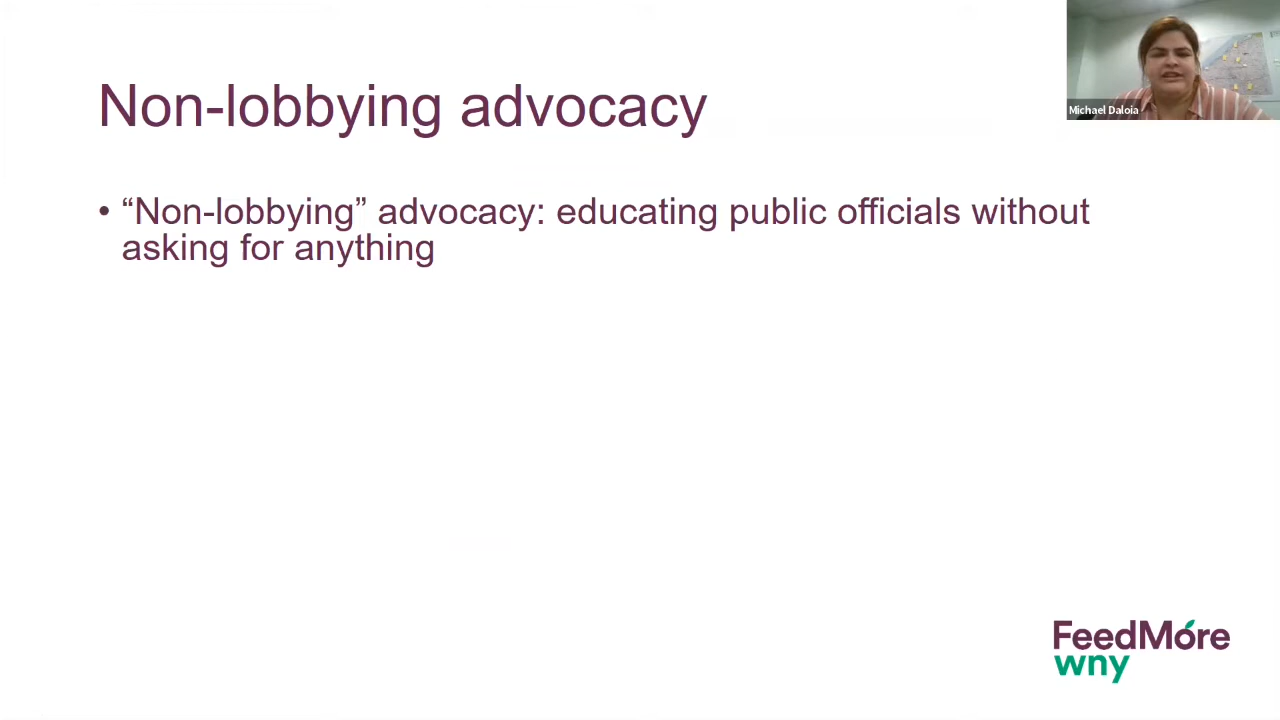 Non-lobbying advocacy
Michael Daloia
• “Non-lobbying” advocacy: educating public officials without
asking for anything
FeedMore
wny